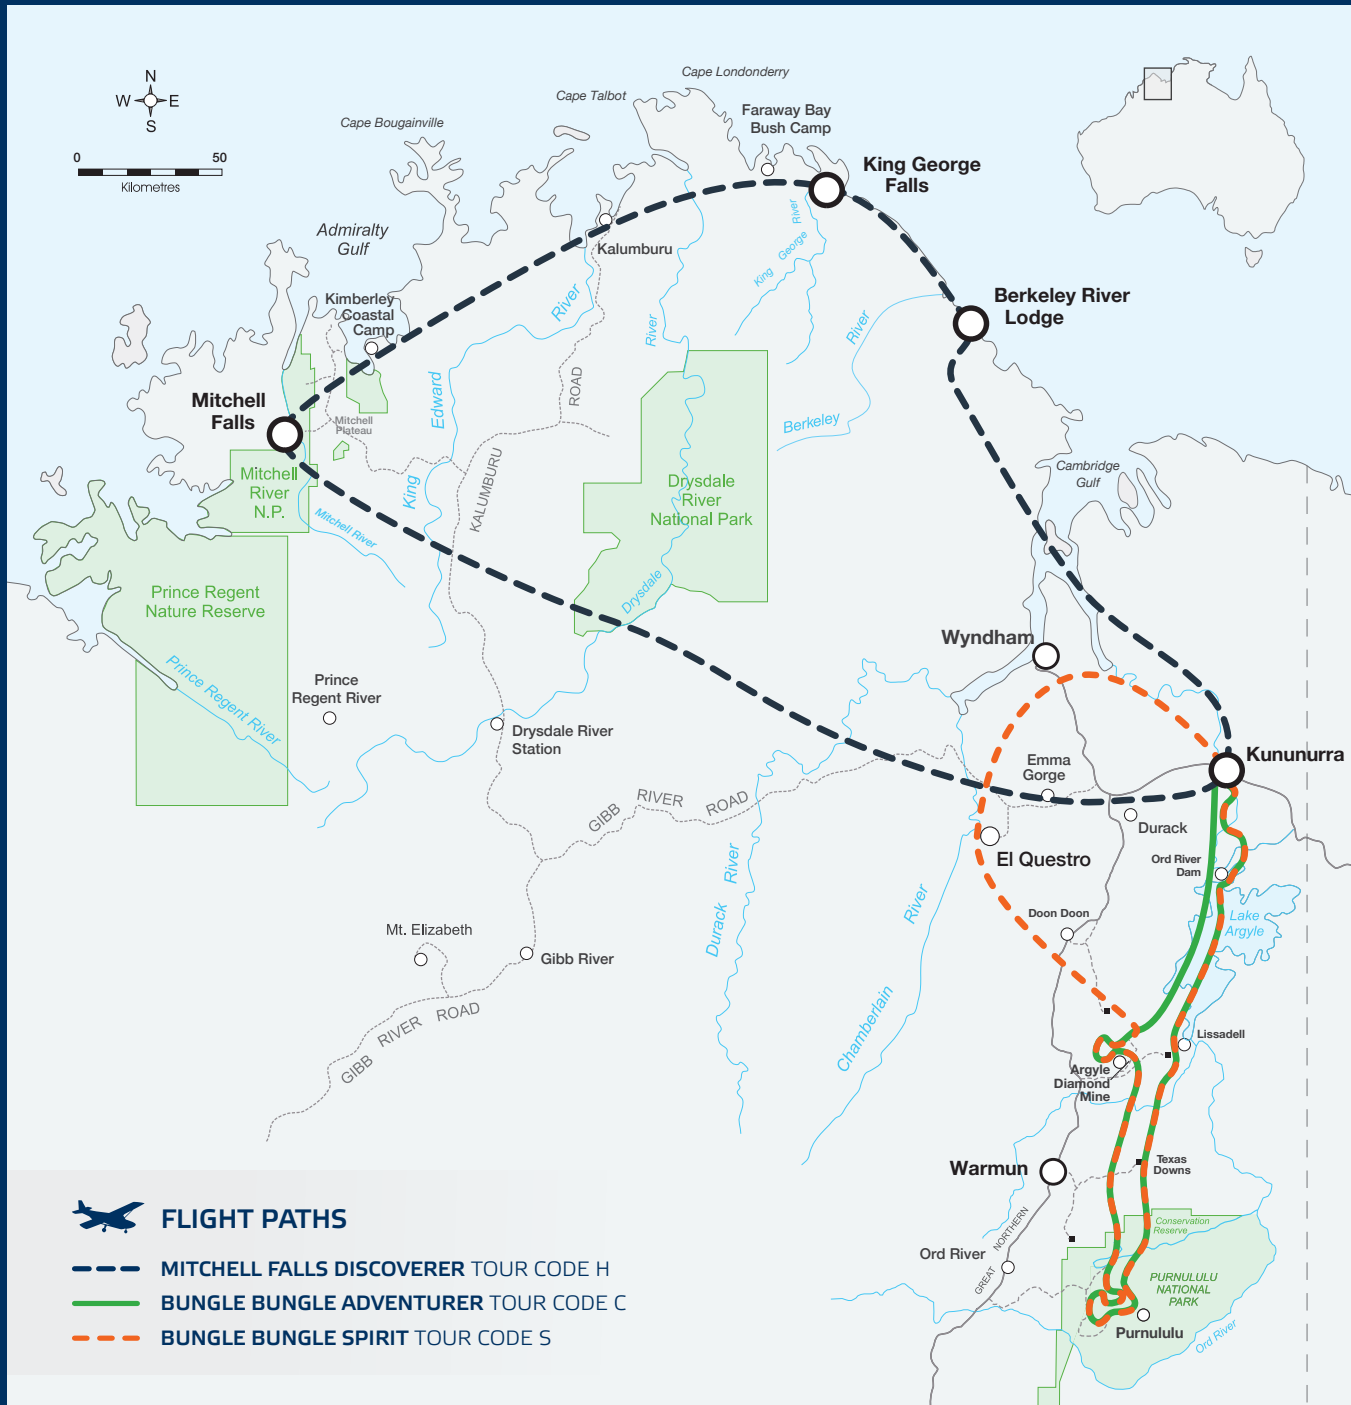 Cape Londonderry
N
W E
S
Cape Talbot
Faraway Bay
Bush Camp
Cape Bougainville
0 50
Kilometres
King George
Falls
River
George
King
Admiralty
Gulf
Kalumburu
Kimberley
Coastal
Camp
River
Berkeley River
Lodge
River
River
ROAD
Edward
Mitchell
Falls
Mitchell
Plateau
Berkeley
Cambridge
Gulf
Mitchell
River
N.P.
King
KALUMBURU
Drysdale
River
National Park
Mitchell River
Prince Regent
Nature Reserve
Drysdale
Wyndham
Prince Regent River
Prince
Regent River
Drysdale River
Station
Kununurra
Emma
Gorge
GIBB RIVER ROAD
Durack
El Questro
Ord River
Dam
Durack River
River
Doon Doon
Lake
Argyle
Mt. Elizabeth
Gibb River
Chamberlain
GIBB RIVER ROAD
Lissadell
Argyle
Diamond
Mine
Warmun
Texas
Downs
Conservation
Reserve
GREAT NORTHERN
Ord River
PURNULULU
NATIONAL
PARK
Purnululu
Ord River
FLIGHT PATHS
MITCHELL FALLS DISCOVERER TOUR CODE H
BUNGLE BUNGLE ADVENTURER TOUR CODE C
BUNGLE BUNGLE SPIRIT TOUR CODE S